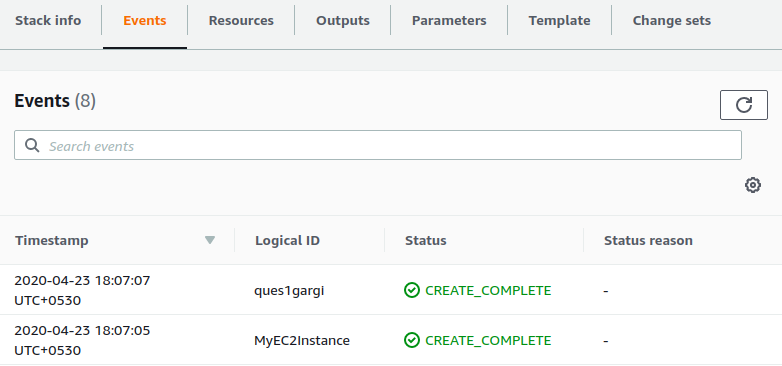 Stack info Events Resources Outputs Parameters Template Change sets
Events (8)
Search events
Timestamp Logical ID Status Status reason
2020-04-23 18:07:07
UTC+0530 ques1gargi CREATE_COMPLETE -
2020-04-23 18:07:05
UTC+0530 MyEC2Instance CREATE_COMPLETE -